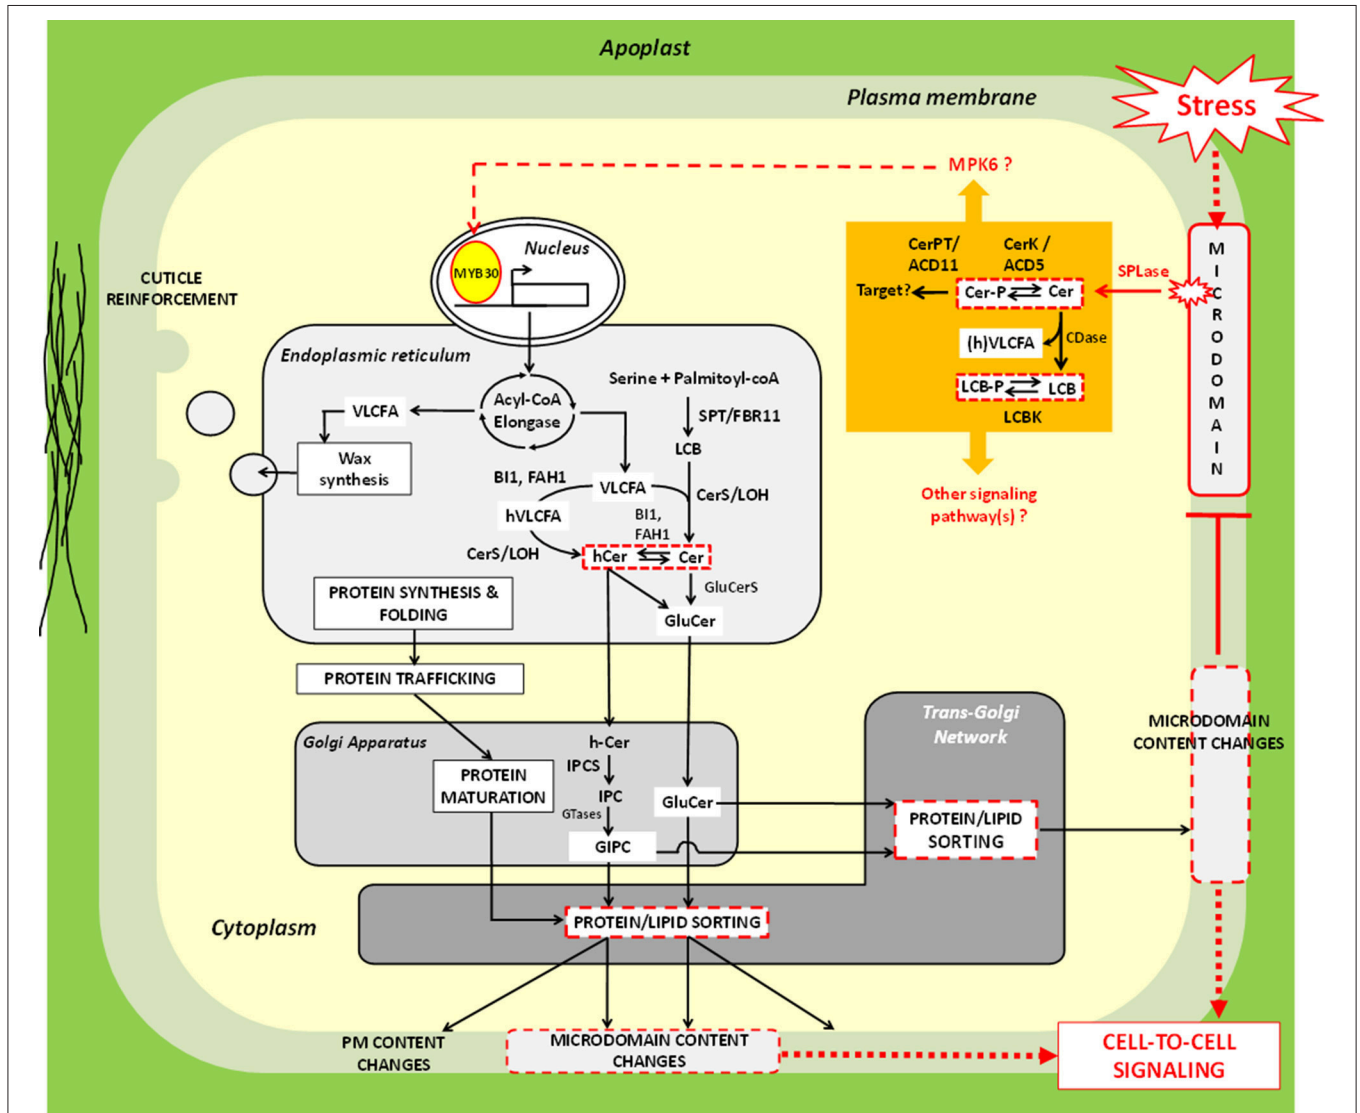 Apoplast
Plasma membrane
Stress
MPK6 ?
Nucleus
MYB30
CUTICLE
REINFORCEMENT
CerPT/
ACD11
CerK /
ACD5
Target?
Cer-P
Cer
SPLase
(h)VLCFA
CDase
LCB-P
LCB
LCBK
Other signaling
pathway(s) ?
M
I
C
R
O
D
O
M
A
I
N
Endoplasmic reticulum
Acyl-CoA
Elongase
Serine + Palmitoyl-coA
VLCFA
SPT/FBR11
LCB
Wax
synthesis
BI1, FAH1
VLCFA
CerS/LOH
hVLCFA
BI1,
FAH1
CerS/LOH
hCer
Cer
GluCerS
GluCer
PROTEIN SYNTHESIS &
FOLDING
PROTEIN TRAFFICKING
Golgi Apparatus
h-Cer
IPCS
IPC
GTases
GIPC
PROTEIN
MATURATION
GluCer
Trans-Golgi
Network
PROTEIN/LIPID
SORTING
MICRODOMAIN
CONTENT CHANGES
Cytoplasm
PROTEIN/LIPID SORTING
PM CONTENT
CHANGES
MICRODOMAIN CONTENT
CHANGES
CELL-TO-CELL
SIGNALING